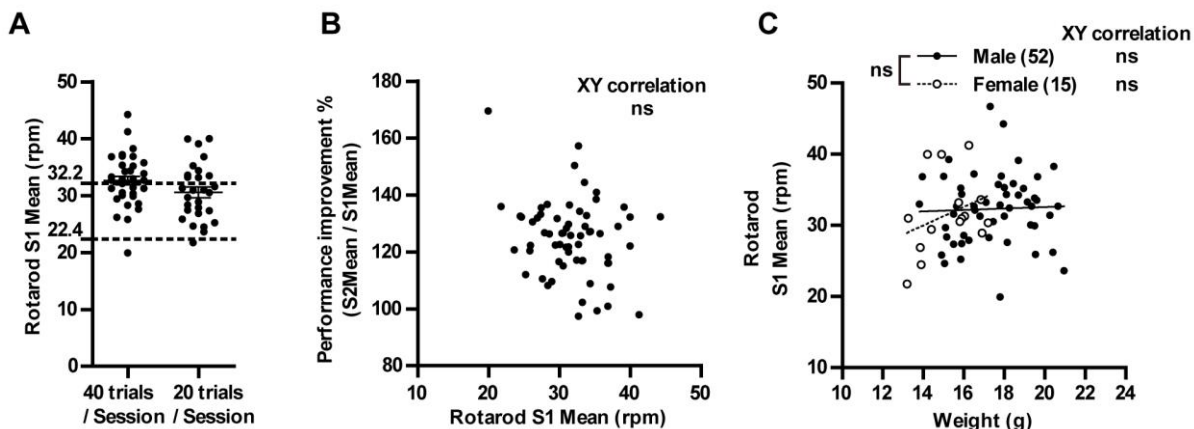 A
Rotarod S1 Mean (rpm)
50
40
32.2
30
22.4
20
10
0
40 trials
/ Session
20 trials
/ Session
B
Performance improvement %
(S2Mean / S1Mean)
XY correlation
ns
180
160
140
120
100
80
10
20
30
40
50
Rotarod S1 Mean (rpm)
C
XY correlation
ns
Male (52)
ns
Female (15)
ns
Rotarod
S1 Mean (rpm)
50
40
30
20
10
10
12
14
16
18
20
22
24
Weight (g)